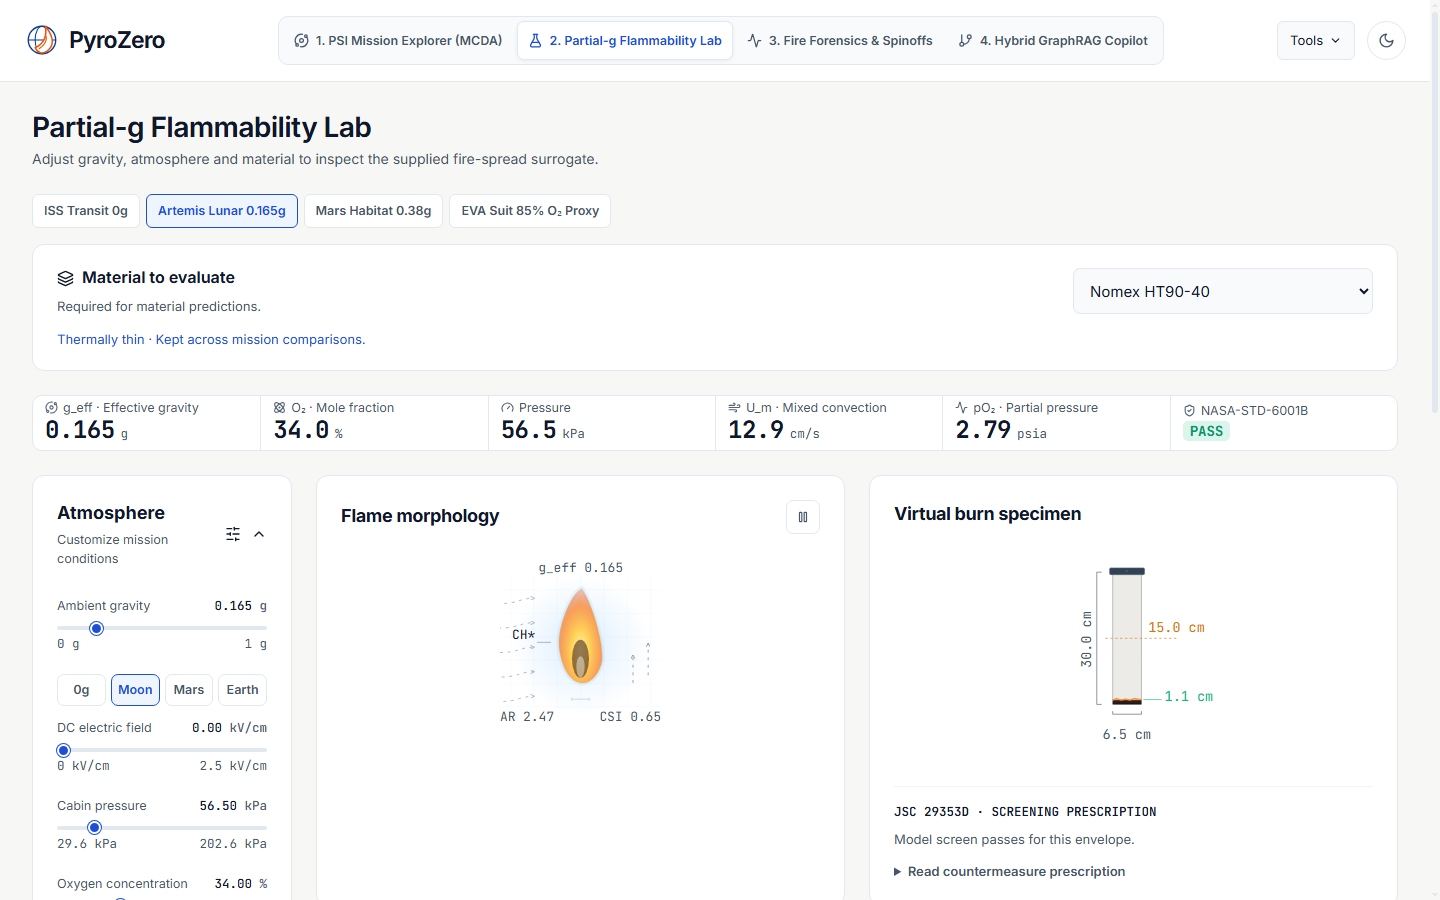 PyroZero
1. PSI Mission Explorer (MCDA)
2. Partial-g Flammability Lab
3. Fire Forensics & Spinoffs
4. Hybrid GraphRAG Copilot
Tools
Partial-g Flammability Lab
Adjust gravity, atmosphere and material to inspect the supplied fire-spread surrogate.
ISS Transit 0g
Artemis Lunar 0.165g
Mars Habitat 0.38g
EVA Suit 85% O₂ Proxy
Material to evaluate
Required for material predictions.
Thermally thin · Kept across mission comparisons.
Nomex HT90-40
g_eff · Effective gravity
0.165 g
O₂ · Mole fraction
34.0 %
Pressure
56.5 kPa
U_m · Mixed convection
12.9 cm/s
pO₂ · Partial pressure
2.79 psia
NASA-STD-6001B
PASS
Atmosphere
Customize mission
conditions
Ambient gravity 0.165 g
0 g 1 g
0g Moon Mars Earth
DC electric field 0.00 kV/cm
0 kV/cm 2.5 kV/cm
Cabin pressure 56.50 kPa
29.6 kPa 202.6 kPa
Oxygen concentration 34.00 %
Flame morphology
g_eff 0.165
CH*
AR 2.47 CSI 0.65
Virtual burn specimen
30.0 cm
15.0 cm
1.1 cm
6.5 cm
JSC 29353D · SCREENING PRESCRIPTION
Model screen passes for this envelope.
Read countermeasure prescription